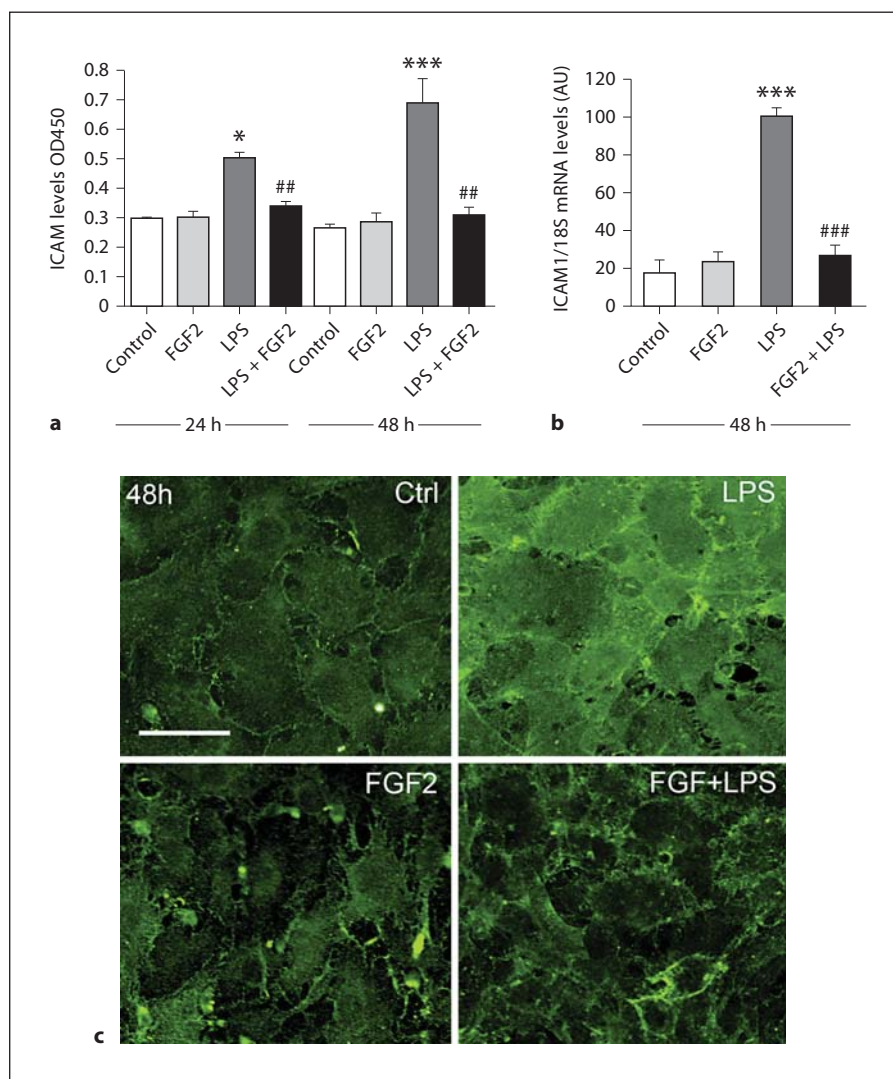 ICAM levels OD450
0.8
0.7
0.6
0.5
0.4
0.3
0.2
0.1
0
*
##
***
##
Control
FGF2
LPS
LPS + FGF2
Control
FGF2
LPS
LPS + FGF2
a
24 h
48 h
ICAM1/18S mRNA levels (AU)
120
100
80
60
40
20
0
***
###
Control
FGF2
LPS
FGF2 + LPS
b
48 h
48h
Ctrl
LPS
FGF2
FGF+LPS
c